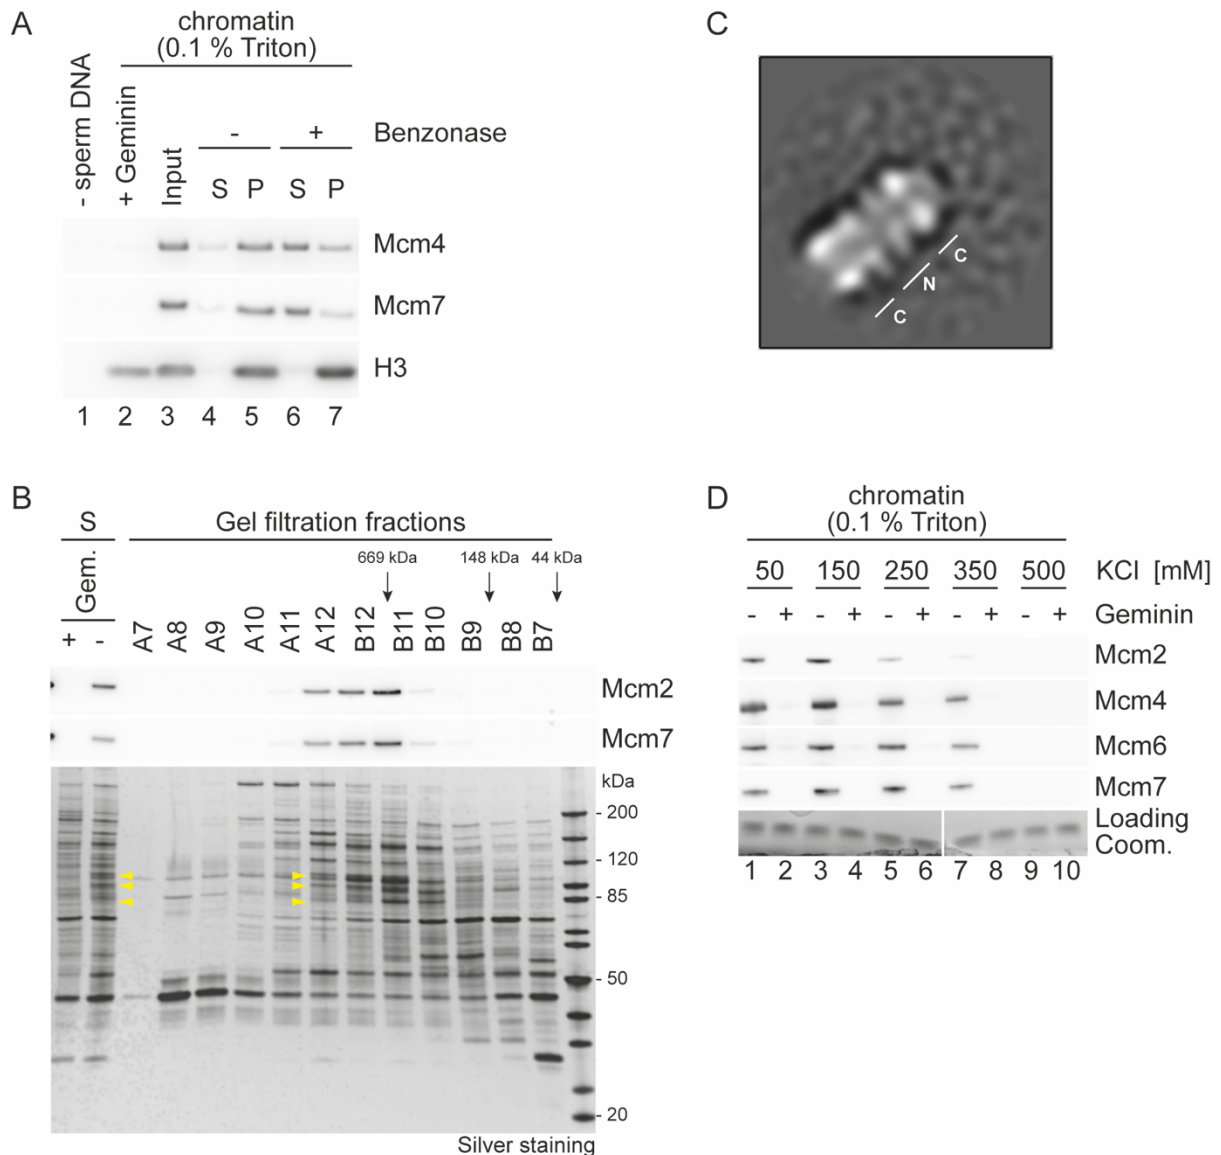 A
chromatin
(0.1 % Triton)
- sperm DNA
+ Geminin
Input
-
+
Benzonase
S
P
S
P
Mcm4
Mcm7
H3
1 2 3 4 5 6 7
C
C
N
C
B
S
Gel filtration fractions
Gem.
669 kDa
148 kDa
44 kDa
+
-
A7
A8
A9
A10
A11
A12
B12
B11
B10
B9
B8
B7
Mcm2
Mcm7
kDa
- 200
- 120
- 85
- 50
- 20
Silver staining
D
chromatin
(0.1 % Triton)
50 150 250 350 500 KCl [mM]
- + - + - + - + - + Geminin
Mcm2
Mcm4
Mcm6
Mcm7
Loading
Coom.
1 2 3 4 5 6 7 8 9 10